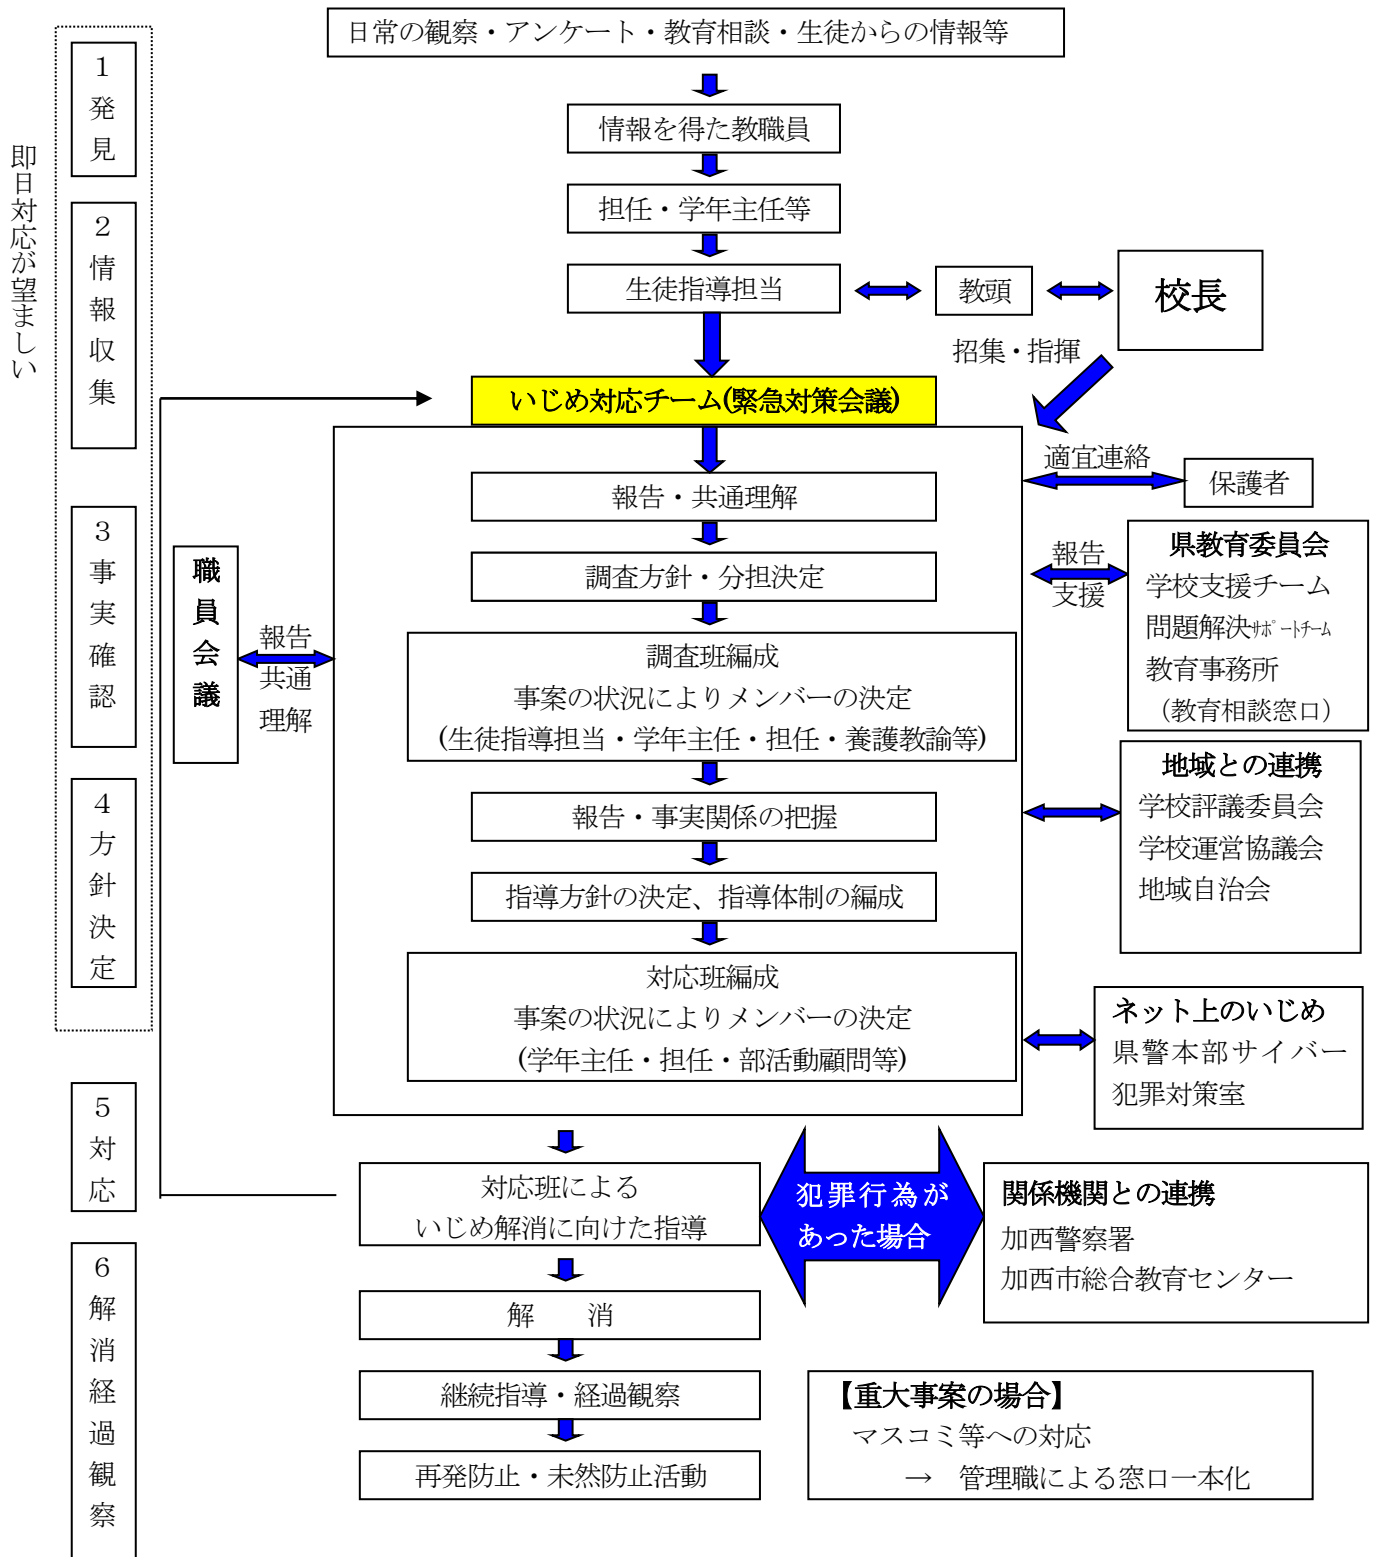 日常の観察・アンケート・教育相談・生徒からの情報等
即日対応が望ましい
1発見
2情報収集
3事実確認
4方針決定
5対応
6解消経過観察
情報を得た教職員
担任・学年主任等
生徒指導担当
教頭
校長
招集・指揮
いじめ対応チーム(緊急対策会議)
適宜連絡
保護者
報告・共通理解
調査方針・分担決定
報告
支援
県教育委員会
学校支援チーム
問題解決ｻﾎﾟｰﾄﾁｰﾑ
教育事務所
（教育相談窓口）
職員会議
報告
共通
理解
調査班編成
事案の状況によりメンバーの決定
(生徒指導担当・学年主任・担任・養護教諭等)
報告・事実関係の把握
地域との連携
学校評議委員会
学校運営協議会
地域自治会
指導方針の決定、指導体制の編成
対応班編成
事案の状況によりメンバーの決定
(学年主任・担任・部活動顧問等)
ネット上のいじめ
県警本部サイバー
犯罪対策室
対応班による
いじめ解消に向けた指導
犯罪行為が
あった場合
関係機関との連携
加西警察署
加西市総合教育センター
解　　消
継続指導・経過観察
再発防止・未然防止活動
【重大事案の場合】
マスコミ等への対応
→　管理職による窓口一本化